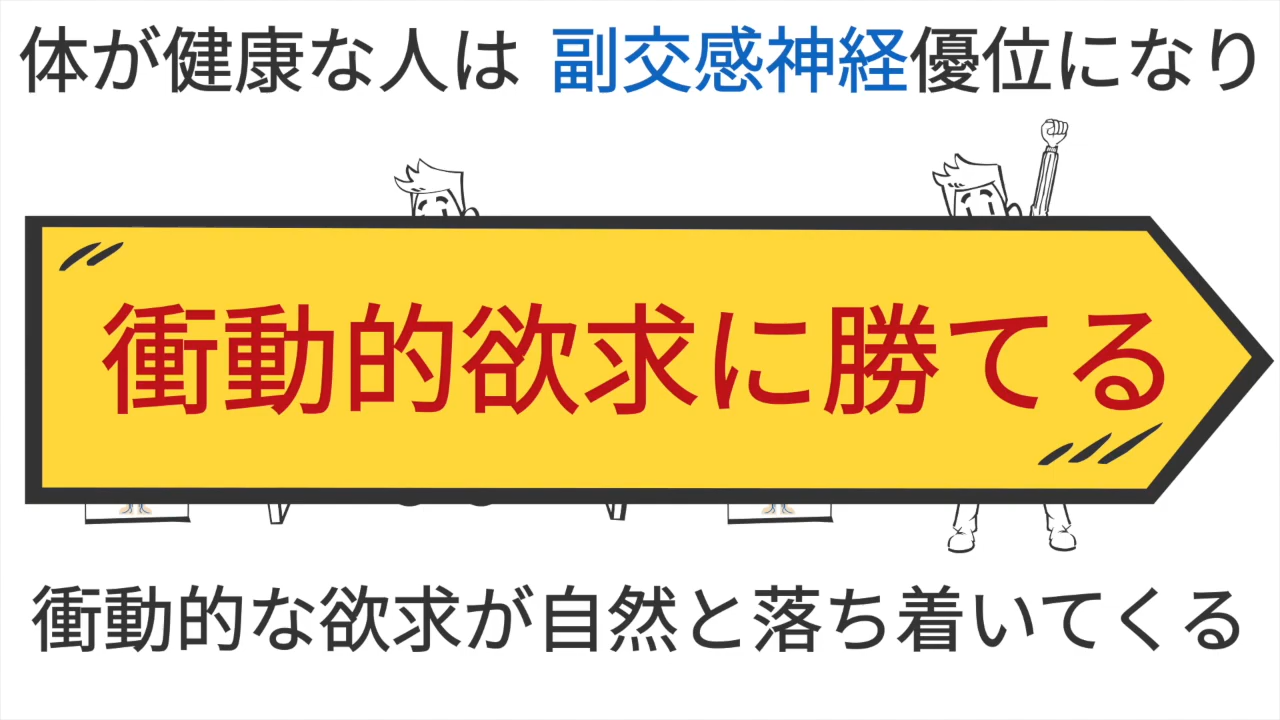 体が健康な人は 副交感神経優位になり
衝動的欲求に勝てる
衝動的な欲求が自然と落ち着いてくる